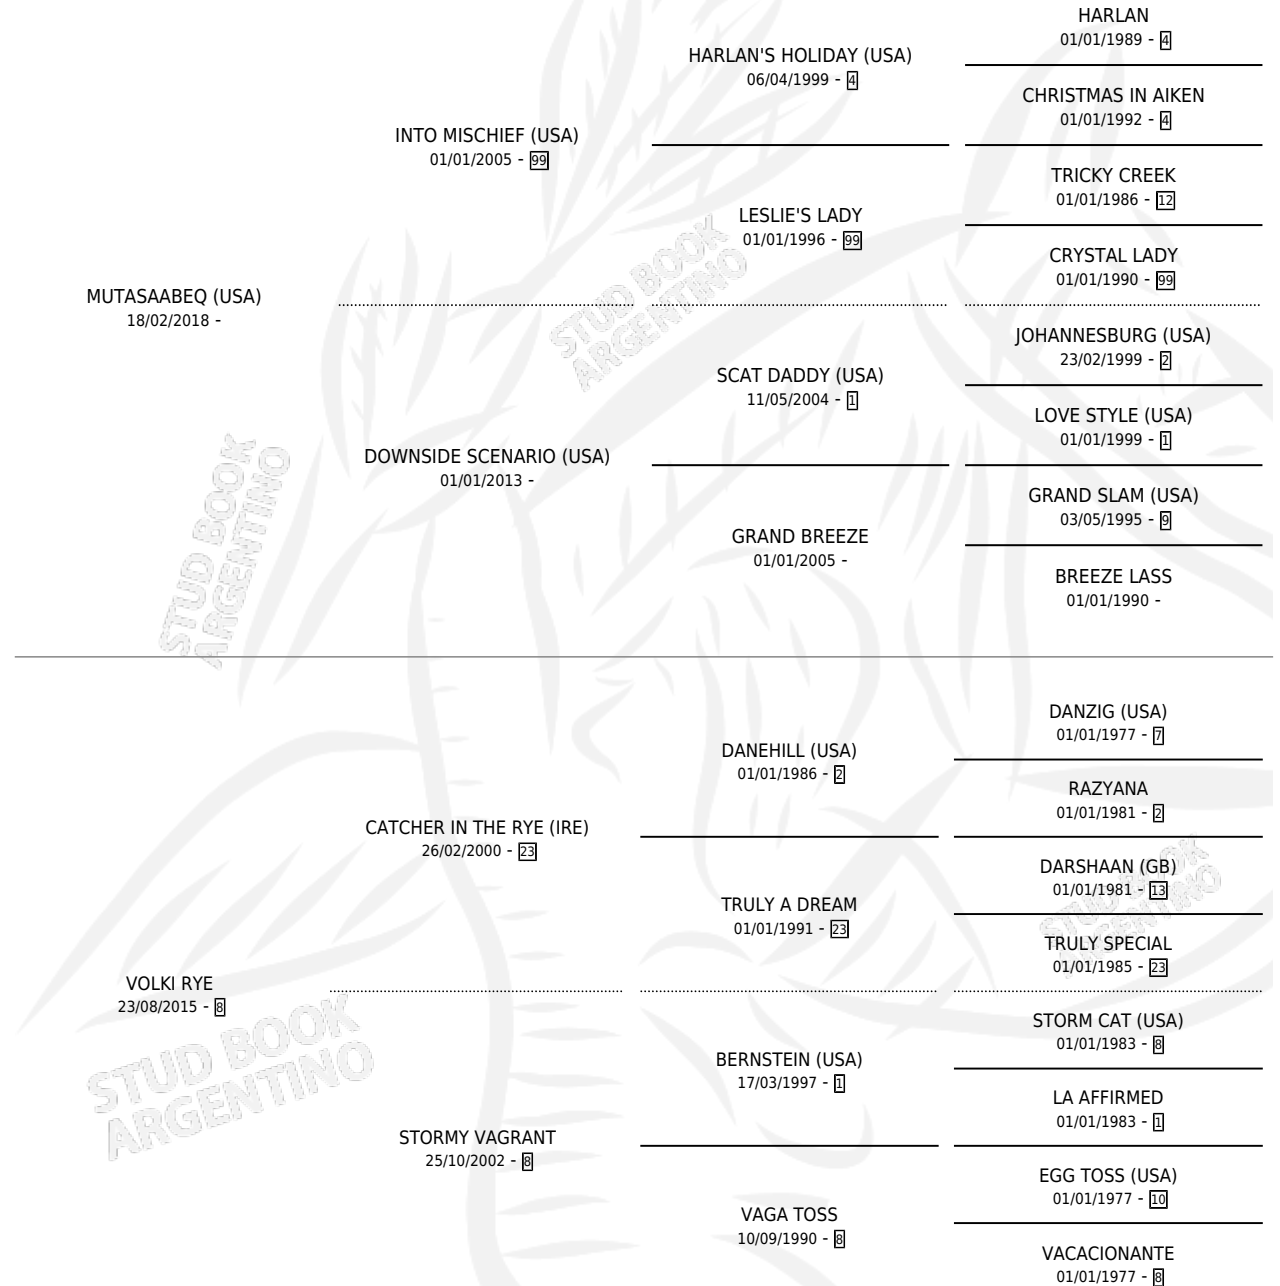 HARLAN
01/01/1989 - 4
HARLAN'S HOLIDAY (USA)
06/04/1999 - 4
CHRISTMAS IN AIKEN
01/01/1992 - 4
INTO MISCHIEF (USA)
01/01/2005 - 99
TRICKY CREEK
01/01/1986 - 12
LESLIE'S LADY
01/01/1996 - 99
CRYSTAL LADY
01/01/1990 - 99
MUTASAABEQ (USA)
18/02/2018 -
STUD BOOK
ARGENTINO
JOHANNESBURG (USA)
23/02/1999 - 2
SCAT DADDY (USA)
11/05/2004 - 1
LOVE STYLE (USA)
01/01/1999 - 1
DOWNSIDE SCENARIO (USA)
01/01/2013 -
GRAND SLAM (USA)
03/05/1995 - 9
GRAND BREEZE
01/01/2005 -
BREEZE LASS
01/01/1990 -
STUD BOOK
ARGENTINO
DANZIG (USA)
01/01/1977 - 7
DANEHILL (USA)
01/01/1986 - 2
RAZYANA
01/01/1981 - 2
CATCHER IN THE RYE (IRE)
26/02/2000 - 23
DARSHAAN (GB)
01/01/1981 - 13
TRULY A DREAM
01/01/1991 - 23
STUD BOOK
ARGENTINO
TRULY SPECIAL
01/01/1985 - 23
VOLKI RYE
23/08/2015 - 8
STORM CAT (USA)
01/01/1983 - 8
BERNSTEIN (USA)
17/03/1997 - 1
STUD BOOK
ARGENTINO
LA AFFIRMED
01/01/1983 - 1
STORMY VAGRANT
25/10/2002 - 8
EGG TOSS (USA)
01/01/1977 - 10
VAGA TOSS
10/09/1990 - 8
VACACIONANTE
01/01/1977 - 8